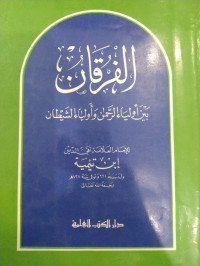 الفرقان
بين أولياء الرحمن وأولياء الشيطان
للإمام العلامة تقي الدين
ابن تيمية
دار الكتب العلمية